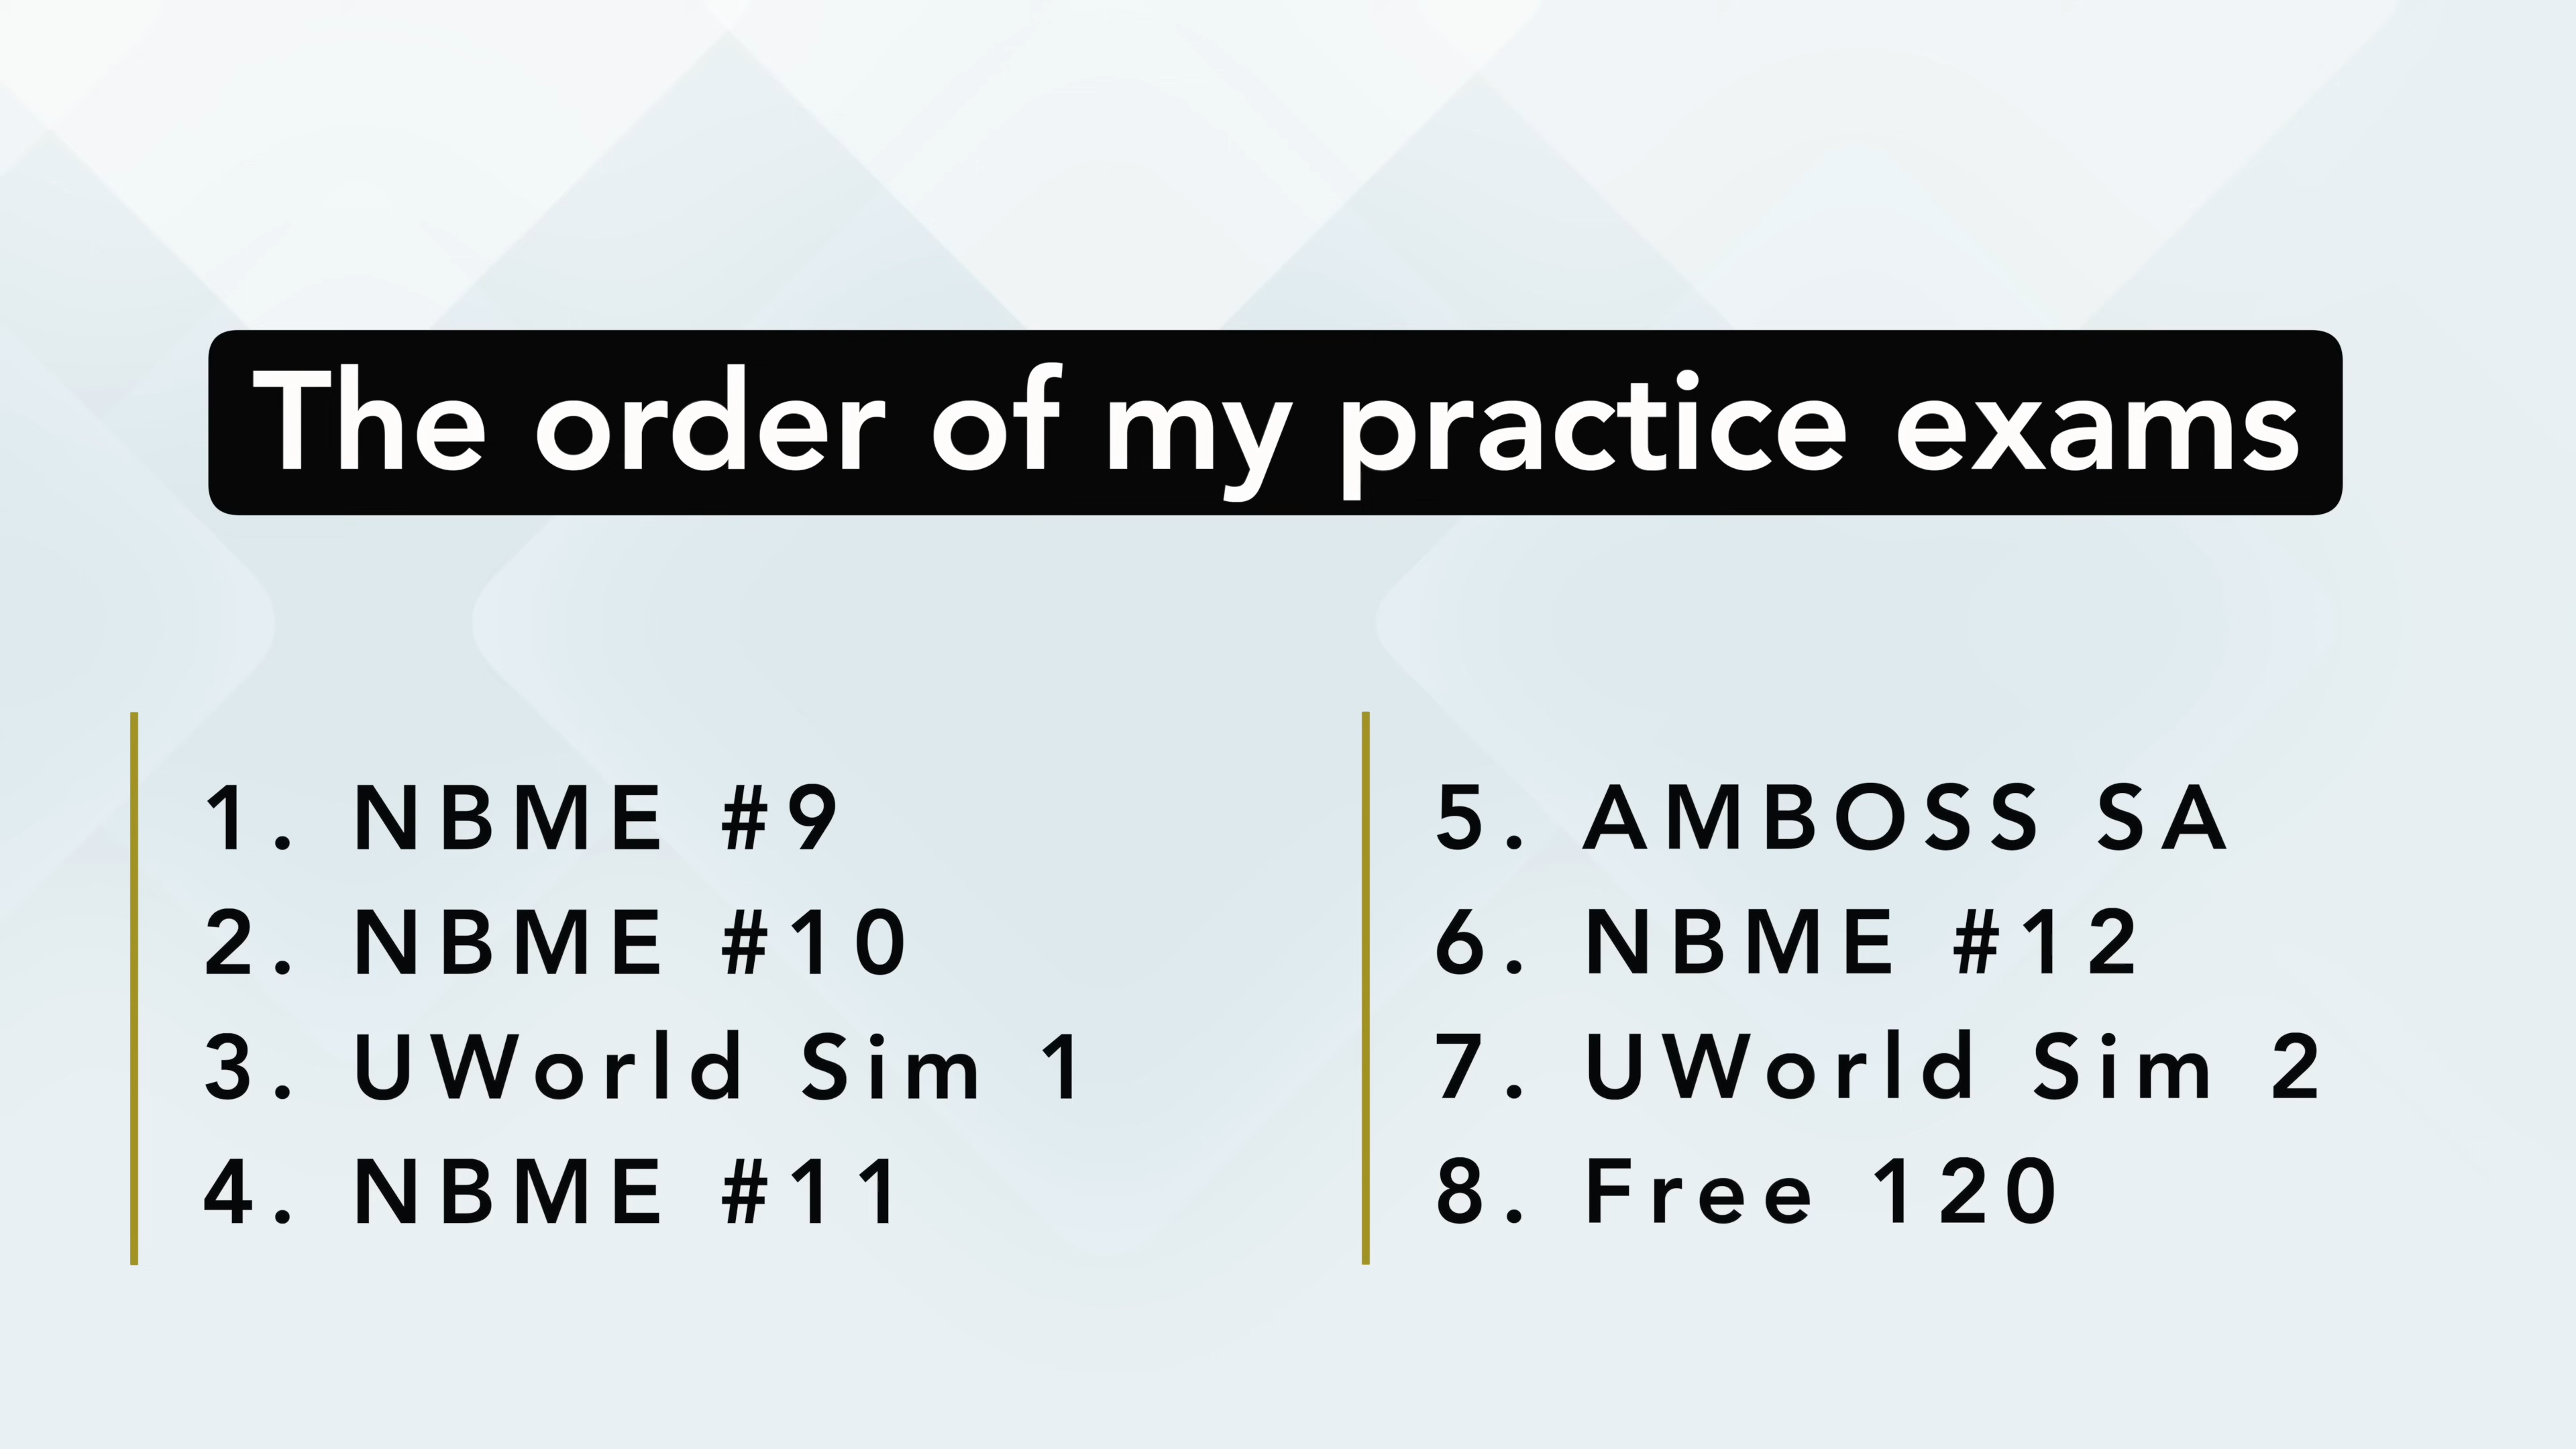 The order of my practice exams
1. NBME #9
2. NBME #10
3. UWorld Sim 1
4. NBME #11
5. AMBOSS SA
6. NBME #12
7. UWorld Sim 2
8. Free 120